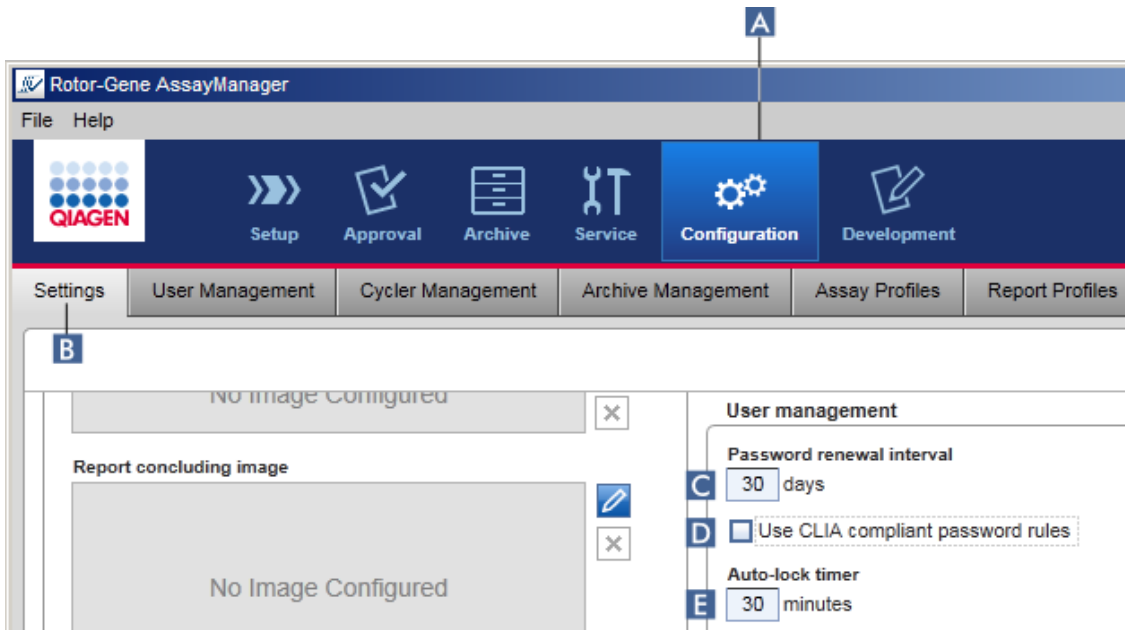 A
Rotor-Gene AssayManager
File Help
QIAGEN
Setup Approval Archive Service Configuration Development
Settings User Management Cycler Management Archive Management Assay Profiles Report Profiles
B
No Image Configured
User management
Password renewal interval
Report concluding image
C 30 days
D Use CLIA compliant password rules
Auto-lock timer
No Image Configured
E 30 minutes